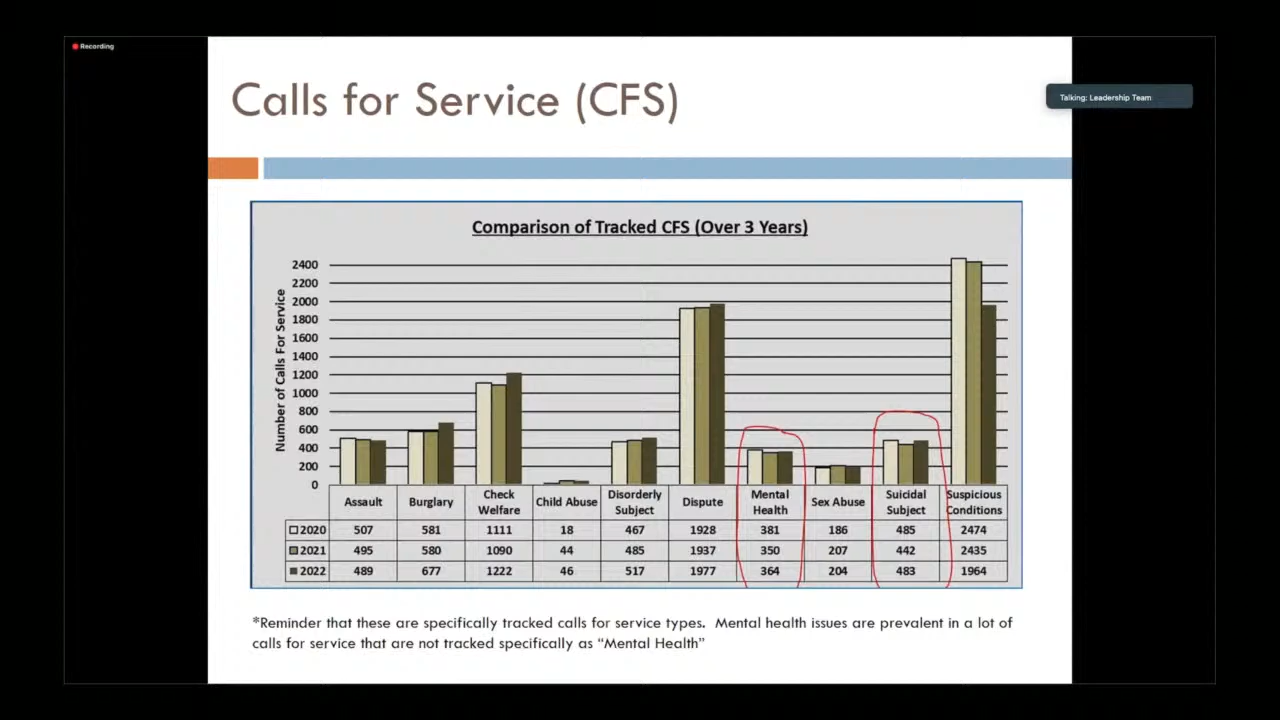 Recording
Calls for Service (CFS)
Talking: Leadership Team
Comparison of Tracked CFS (Over 3 Years)
Number of Calls For Service
2400
2200
2000
1800
1600
1400
1200
1000
800
600
400
200
0
Assault Burglary Check Welfare Child Abuse Disorderly Subject Dispute Mental Health Sex Abuse Suicidal Subject Suspicious Conditions
2020 507 581 1111 18 467 1928 381 186 485 2474
2021 495 580 1090 44 485 1937 350 207 442 2435
2022 489 677 1222 46 517 1977 364 204 483 1964
*Reminder that these are specifically tracked calls for service types. Mental health issues are prevalent in a lot of
calls for service that are not tracked specifically as “Mental Health”